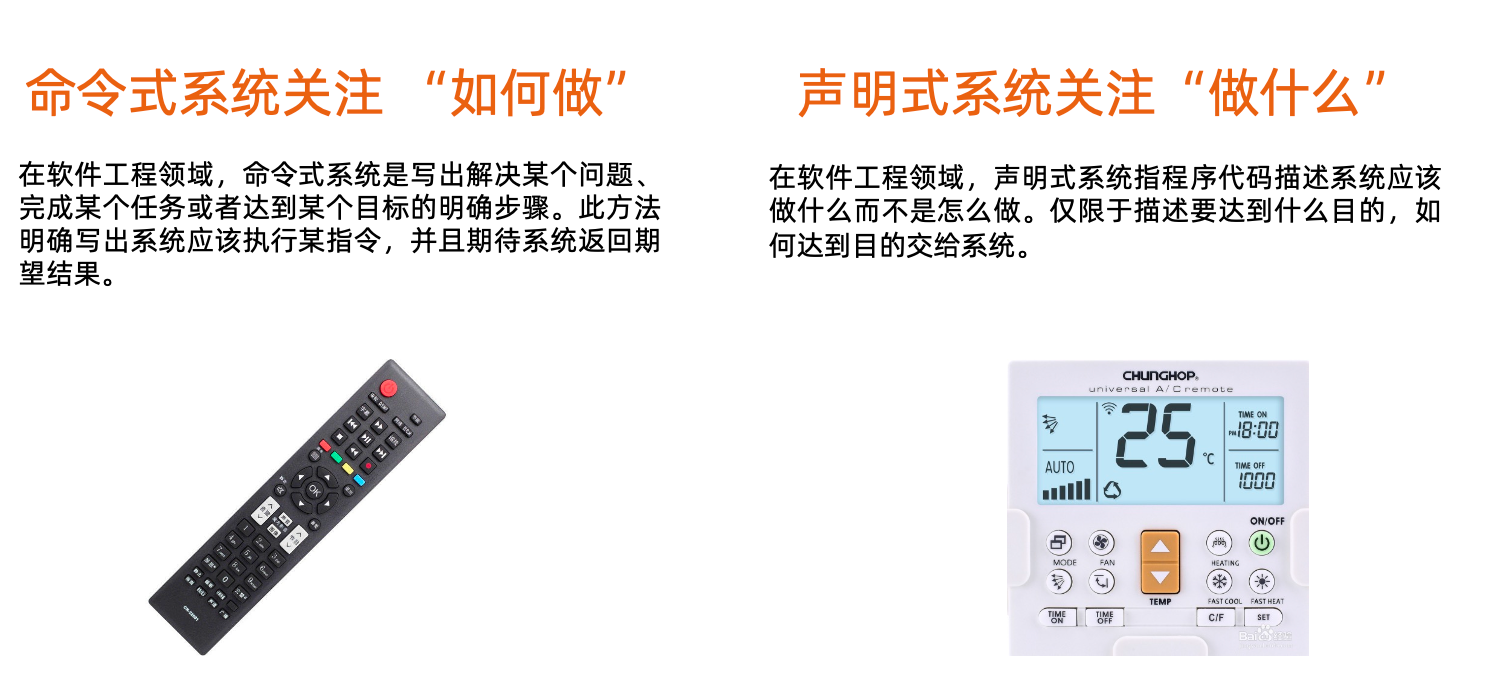 命令式系统关注 “如何做”
在软件工程领域，命令式系统是写出解决某个问题、
完成某个任务或者达到某个目标的明确步骤。此方法
明确写出系统应该执行某指令，并且期待系统返回期
望结果。
声明式系统关注“做什么”
在软件工程领域，声明式系统指程序代码描述系统应该
做什么而不是怎么做。仅限于描述要达到什么目的，如
何达到目的交给系统。
OK
CHUNGHOP®
universal A/C remote
25 °C
TIME ON
PM 18:00
AUTO
TIME OFF
1000
ON/OFF
MODE FAN
HEATING
TEMP
FAST COOL FAST HEAT
TIME ON
TIME OFF
C/F
SET